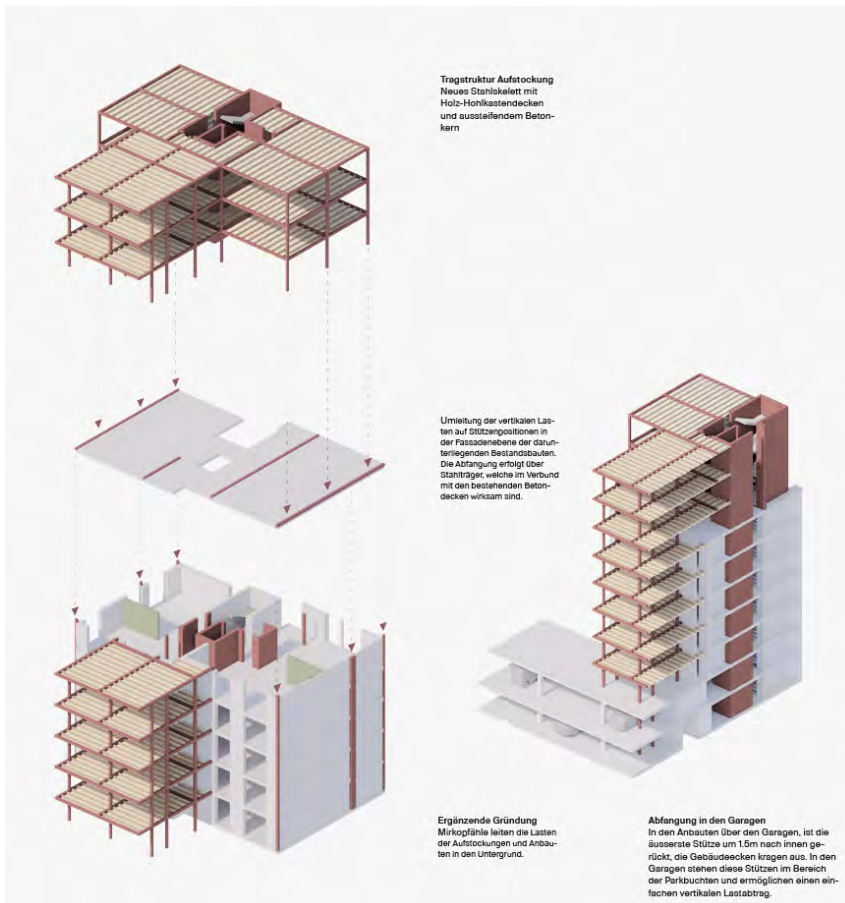 Tragstruktur Aufstockung
Neues Stahlskelett mit
Holz-Hohlkastendecken
und aussteifendem Beton-
kern
Umleitung der vertikalen Las-
ten auf Stützenpositionen in
der Fassadenebene der darun-
terliegenden Bestandsbauten.
Die Abfangung erfolgt über
Stahlträger, welche im Verbund
mit den bestehenden Beton-
decken wirksam sind.
Ergänzende Gründung
Mirkopfähle leiten die Lasten
der Aufstockungen und Anbau-
ten in den Untergrund.
Abfangung in den Garagen
In den Anbauten über den Garagen, ist die
äusserste Stütze um 1.5m nach innen ge-
rückt, die Gebäudeecken kragen aus. In den
Garagen stehen diese Stützen im Bereich
der Parkbuchten und ermöglichen einen ein-
fachen vertikalen Lastabtrag.